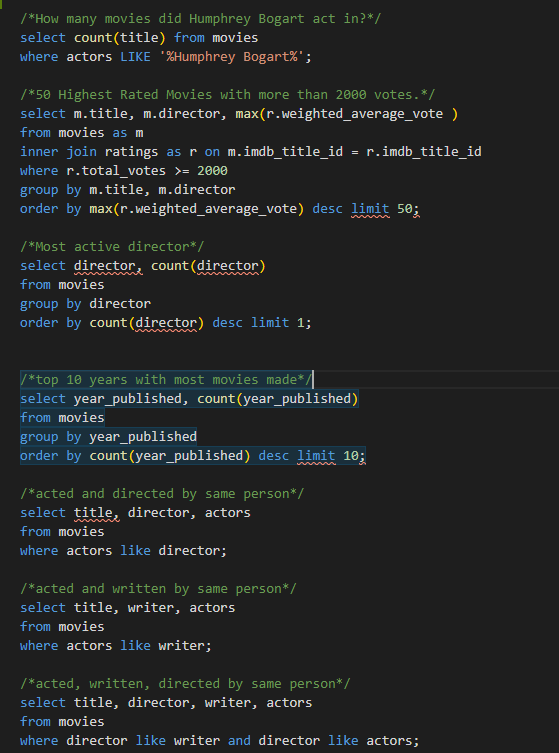 /*How many movies did Humphrey Bogart act in?*/
select count(title) from movies
where actors LIKE '%Humphrey Bogart%';
/*50 Highest Rated Movies with more than 2000 votes.*/
select m.title, m.director, max(r.weighted_average_vote )
from movies as m
inner join ratings as r on m.imdb_title_id = r.imdb_title_id
where r.total_votes >= 2000
group by m.title, m.director
order by max(r.weighted_average_vote) desc limit 50;
/*Most active director*/
select director, count(director)
from movies
group by director
order by count(director) desc limit 1;
/*top 10 years with most movies made*/
select year_published, count(year_published)
from movies
group by year_published
order by count(year_published) desc limit 10;
/*acted and directed by same person*/
select title, director, actors
from movies
where actors like director;
/*acted and written by same person*/
select title, writer, actors
from movies
where actors like writer;
/*acted, written, directed by same person*/
select title, director, writer, actors
from movies
where director like writer and director like actors;